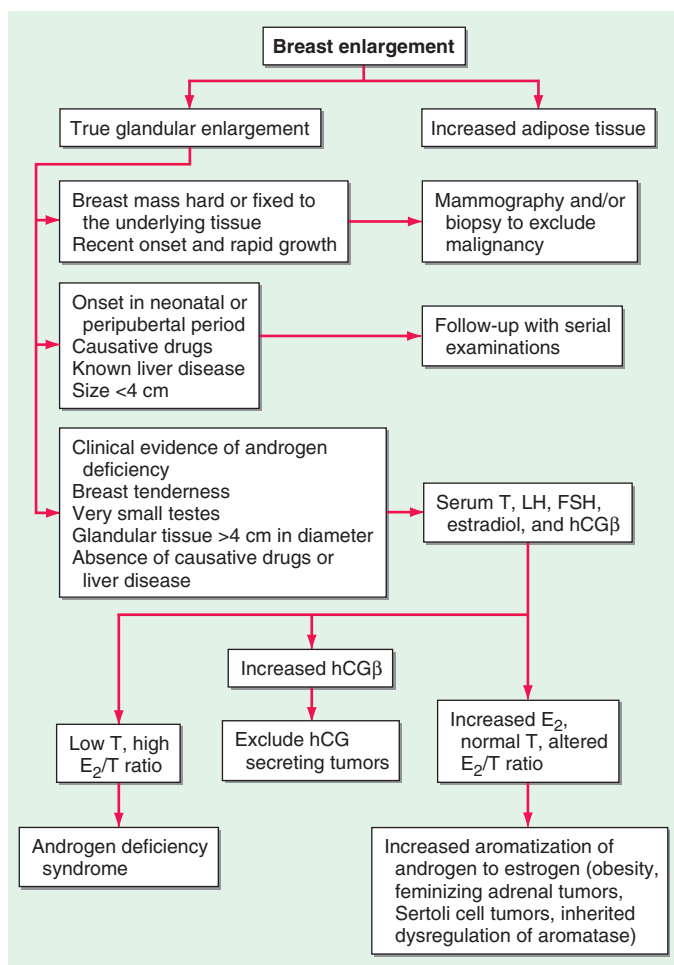 Breast enlargement
True glandular enlargement
Increased adipose tissue
Breast mass hard or fixed to
the underlying tissue
Recent onset and rapid growth
Mammography and/or
biopsy to exclude
malignancy
Onset in neonatal or
peripubertal period
Causative drugs
Known liver disease
Size <4 cm
Follow-up with serial
examinations
Clinical evidence of androgen
deficiency
Breast tenderness
Very small testes
Glandular tissue >4 cm in diameter
Absence of causative drugs or
liver disease
Serum T, LH, FSH,
estradiol, and hCGβ
Increased hCGβ
Exclude hCG
secreting tumors
Low T, high
E₂/T ratio
Increased E₂,
normal T, altered
E₂/T ratio
Androgen deficiency
syndrome
Increased aromatization of
androgen to estrogen (obesity,
feminizing adrenal tumors,
Sertoli cell tumors, inherited
dysregulation of aromatase)